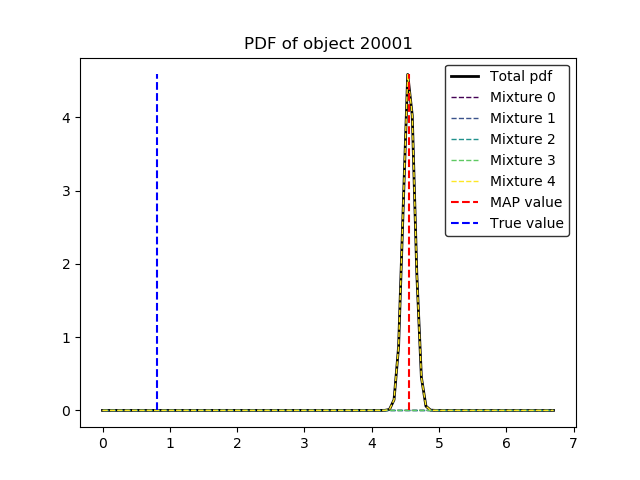 PDF of object 20001
Total pdf
Mixture 0
Mixture 1
Mixture 2
Mixture 3
Mixture 4
MAP value
True value
4
3
2
1
0
0 1 2 3 4 5 6 7